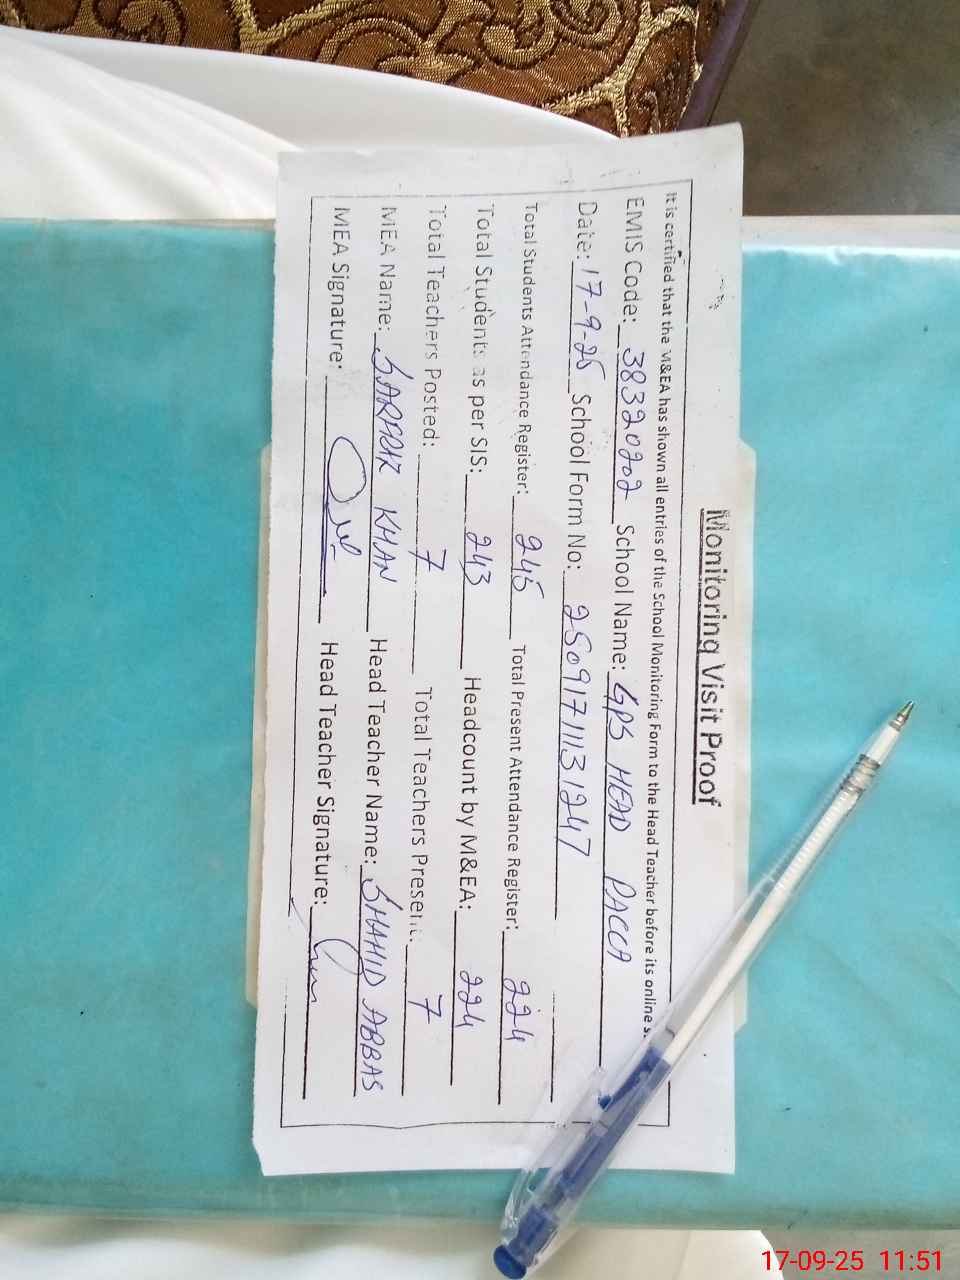 Monitoring Visit Proof
It is certified that the M&EA has shown all entries of the School Monitoring Form to the Head Teacher before its online s
EMIS Code: 38320202 School Name: GPS HEAD PACCA
Date: 17-9-25 School Form No: 2509171131247
Total Students Attendance Register: 245 Total Present Attendance Register: 224
Total Students as per SIS: 243 Headcount by M&EA: 224
Total Teachers Posted: 7 Total Teachers Present: 7
MEA Name: KHAN Head Teacher Name: SHAHID ABBAS
MEA Signature: Head Teacher Signature:
17-09-25 11:51